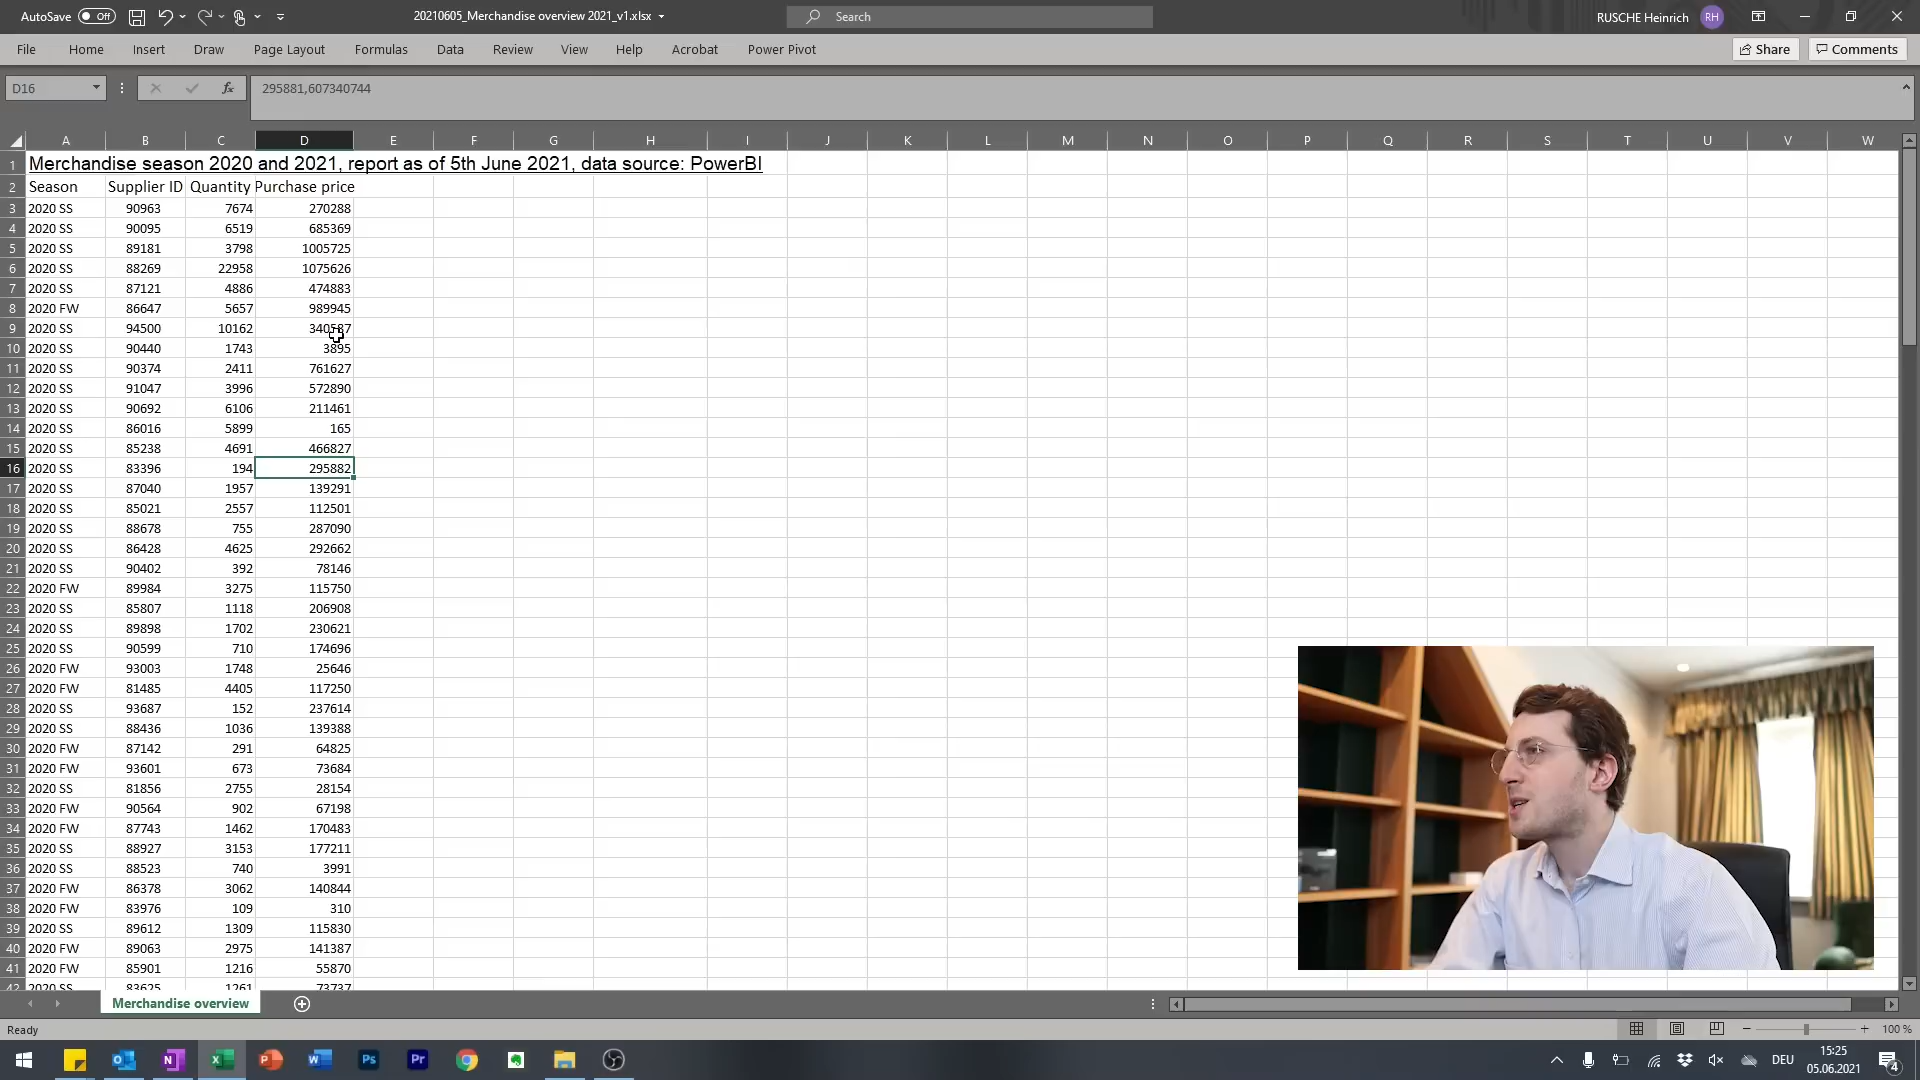 AutoSave Off 20210605_Merchandise overview 2021_v1.xlsx Search RUSCHE Heinrich RH
File Home Insert Draw Page Layout Formulas Data Review View Help Acrobat Power Pivot Share Comments
D16 fx 295881,607340744
A B C D E F G H I J K L M N O P Q R S T U V W
1 Merchandise season 2020 and 2021, report as of 5th June 2021, data source: PowerBI
2 Season Supplier ID Quantity Purchase price
3 2020 SS 90963 7674 270288
4 2020 SS 90095 6519 685369
5 2020 SS 89181 3798 1005725
6 2020 SS 88269 22958 1075626
7 2020 SS 87121 4886 474883
8 2020 FW 86647 5657 989945
9 2020 SS 94500 10162 340587
10 2020 SS 90440 1743 3895
11 2020 SS 90374 2411 761627
12 2020 SS 91047 3996 572890
13 2020 SS 90692 6106 211461
14 2020 SS 86016 5899 165
15 2020 SS 85238 4691 466827
16 2020 SS 83396 194 295882
17 2020 SS 87040 1957 139291
18 2020 SS 85021 2557 112501
19 2020 SS 88678 755 287090
20 2020 SS 86428 4625 292662
21 2020 SS 90402 392 78146
22 2020 FW 89984 3275 115750
23 2020 SS 85807 1118 206908
24 2020 SS 89898 1702 230621
25 2020 SS 90599 710 174696
26 2020 FW 93003 1748 25646
27 2020 FW 81485 4405 117250
28 2020 SS 93687 152 237614
29 2020 SS 88436 1036 139388
30 2020 FW 87142 291 64825
31 2020 FW 93601 673 73684
32 2020 SS 81856 2755 28154
33 2020 FW 90564 902 67198
34 2020 FW 87743 1462 170483
35 2020 SS 88927 3153 177211
36 2020 SS 88523 740 3991
37 2020 FW 86378 3062 140844
38 2020 FW 83976 109 310
39 2020 SS 89612 1309 115830
40 2020 FW 89063 2975 141387
41 2020 FW 85901 1216 55870
42 2020 SS 83625 1261 73737
Merchandise overview
Ready 100 %
N X P W Ps Pr DEU 15:25
05.06.2021 4